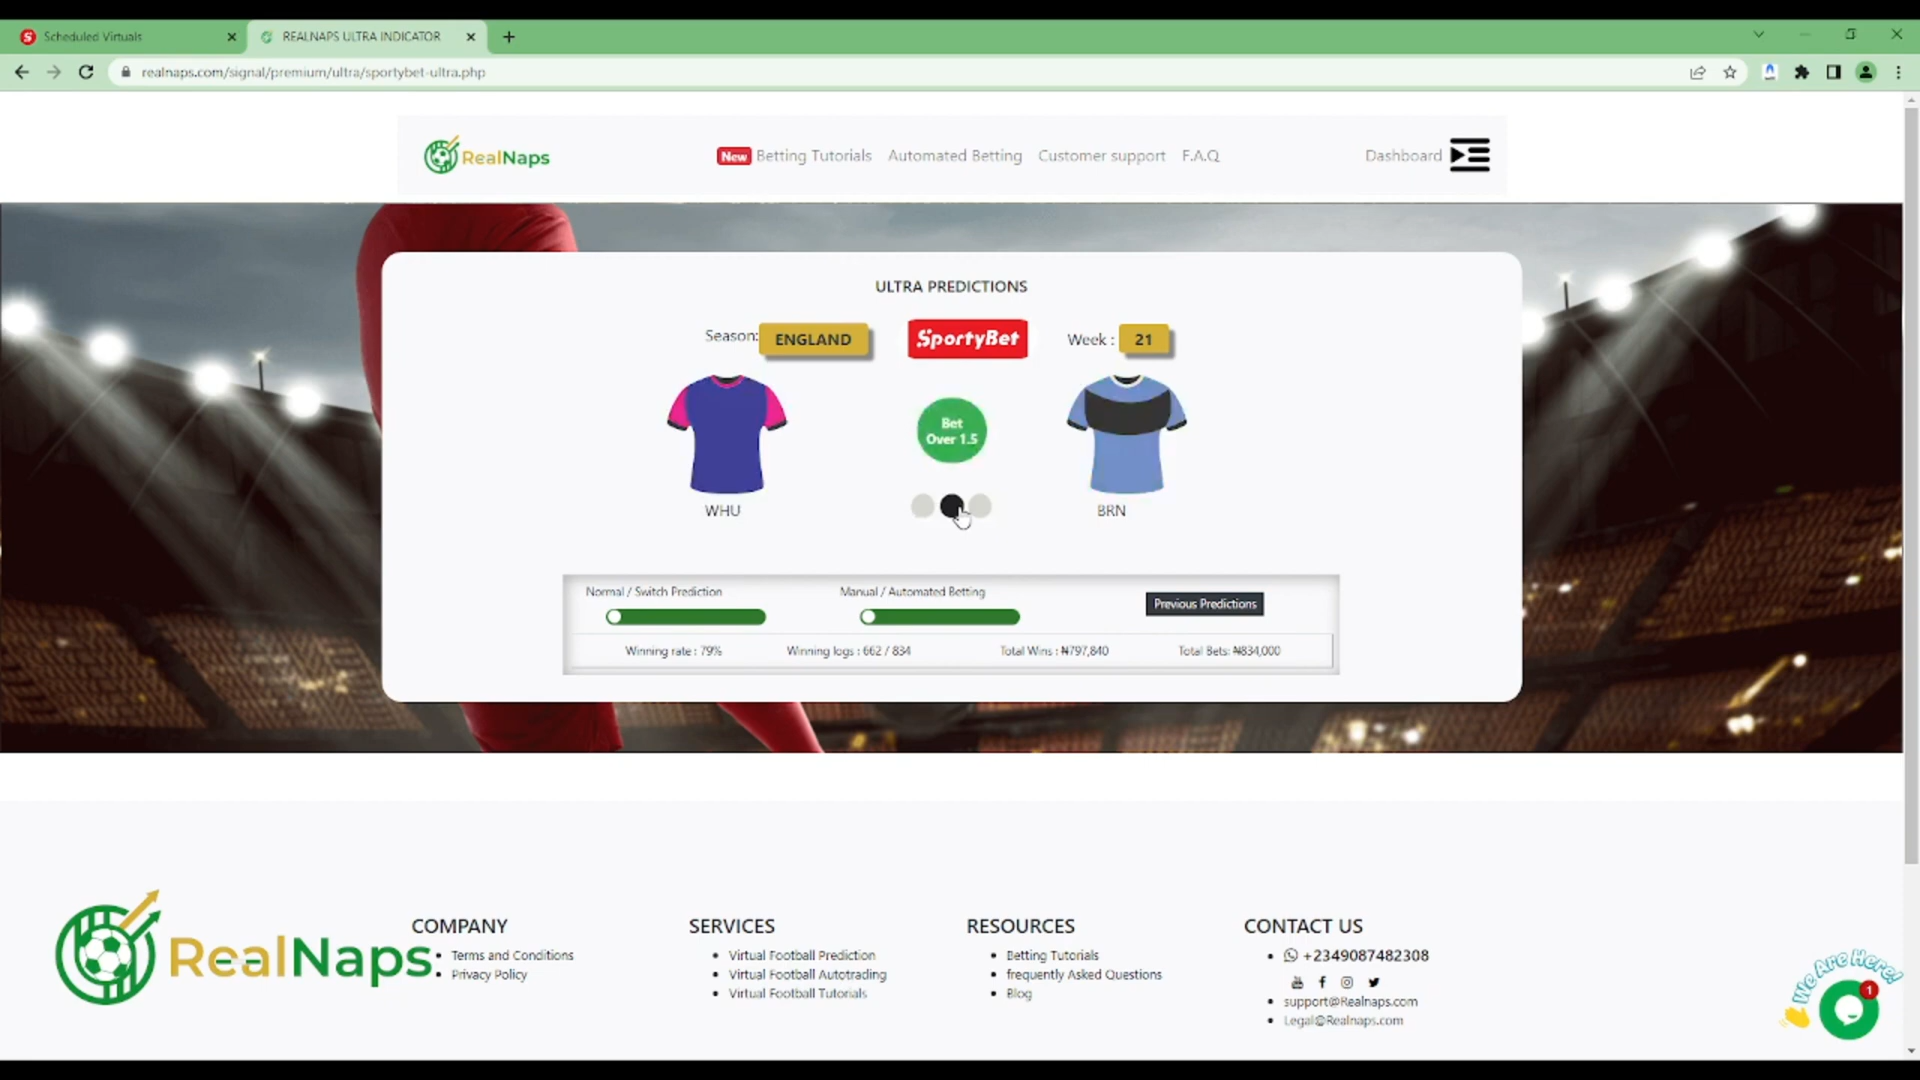 Scheduled Virtuals
REALNAPS ULTRA INDICATOR
realnaps.com/signal/premium/ultra/sportybet-ultra.php
RealNaps
New Betting Tutorials Automated Betting Customer support F.A.Q
Dashboard
ULTRA PREDICTIONS
Season: ENGLAND
SportyBet
Week : 21
Bet
Over 1.5
WHU
BRN
Normal / Switch Prediction
Manual / Automated Betting
Previous Predictions
Winning rate : 79%
Winning logs : 662 / 834
Total Wins : ₦797,840
Total Bets: ₦834,000
RealNaps
COMPANY
Terms and Conditions
Privacy Policy
SERVICES
Virtual Football Prediction
Virtual Football Autotrading
Virtual Football Tutorials
RESOURCES
Betting Tutorials
frequently Asked Questions
Blog
CONTACT US
+2349087482308
support@Realnaps.com
Legal@Realnaps.com
We Are Here!
1